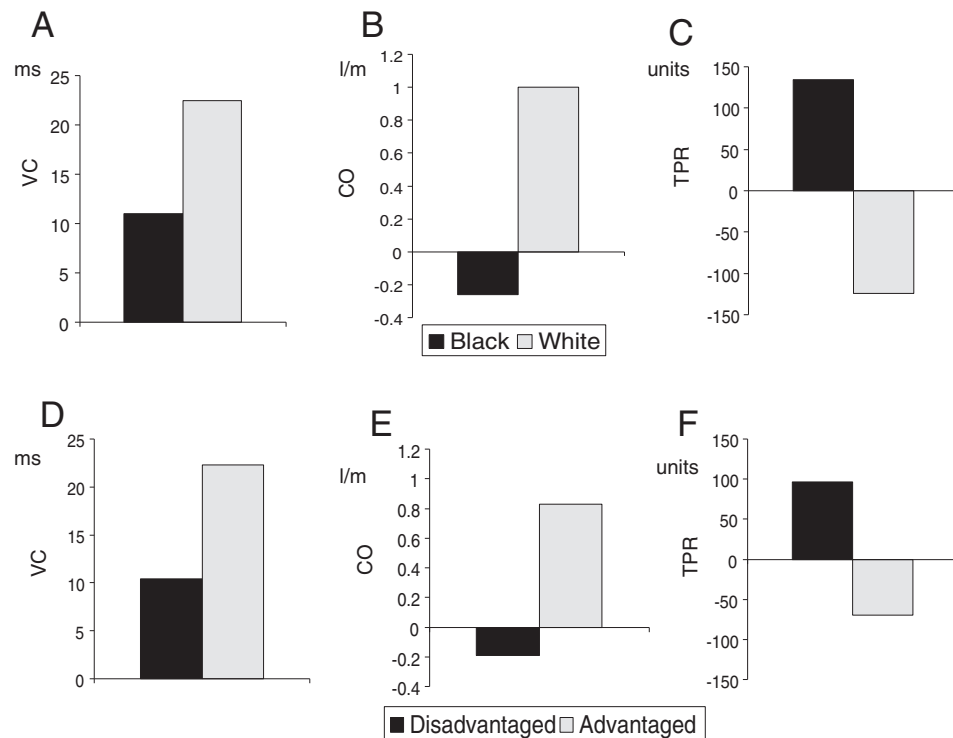 A
ms
25
20
15
10
5
0
VC
B
l/m
1.2
1
0.8
0.6
0.4
0.2
0
-0.2
-0.4
CO
C
units
150
100
50
0
-50
-100
-150
TPR
Black White
D
ms
25
20
15
10
5
0
VC
E
l/m
1.2
1
0.8
0.6
0.4
0.2
0
-0.2
-0.4
CO
F
units
150
100
50
0
-50
-100
-150
TPR
Disadvantaged Advantaged